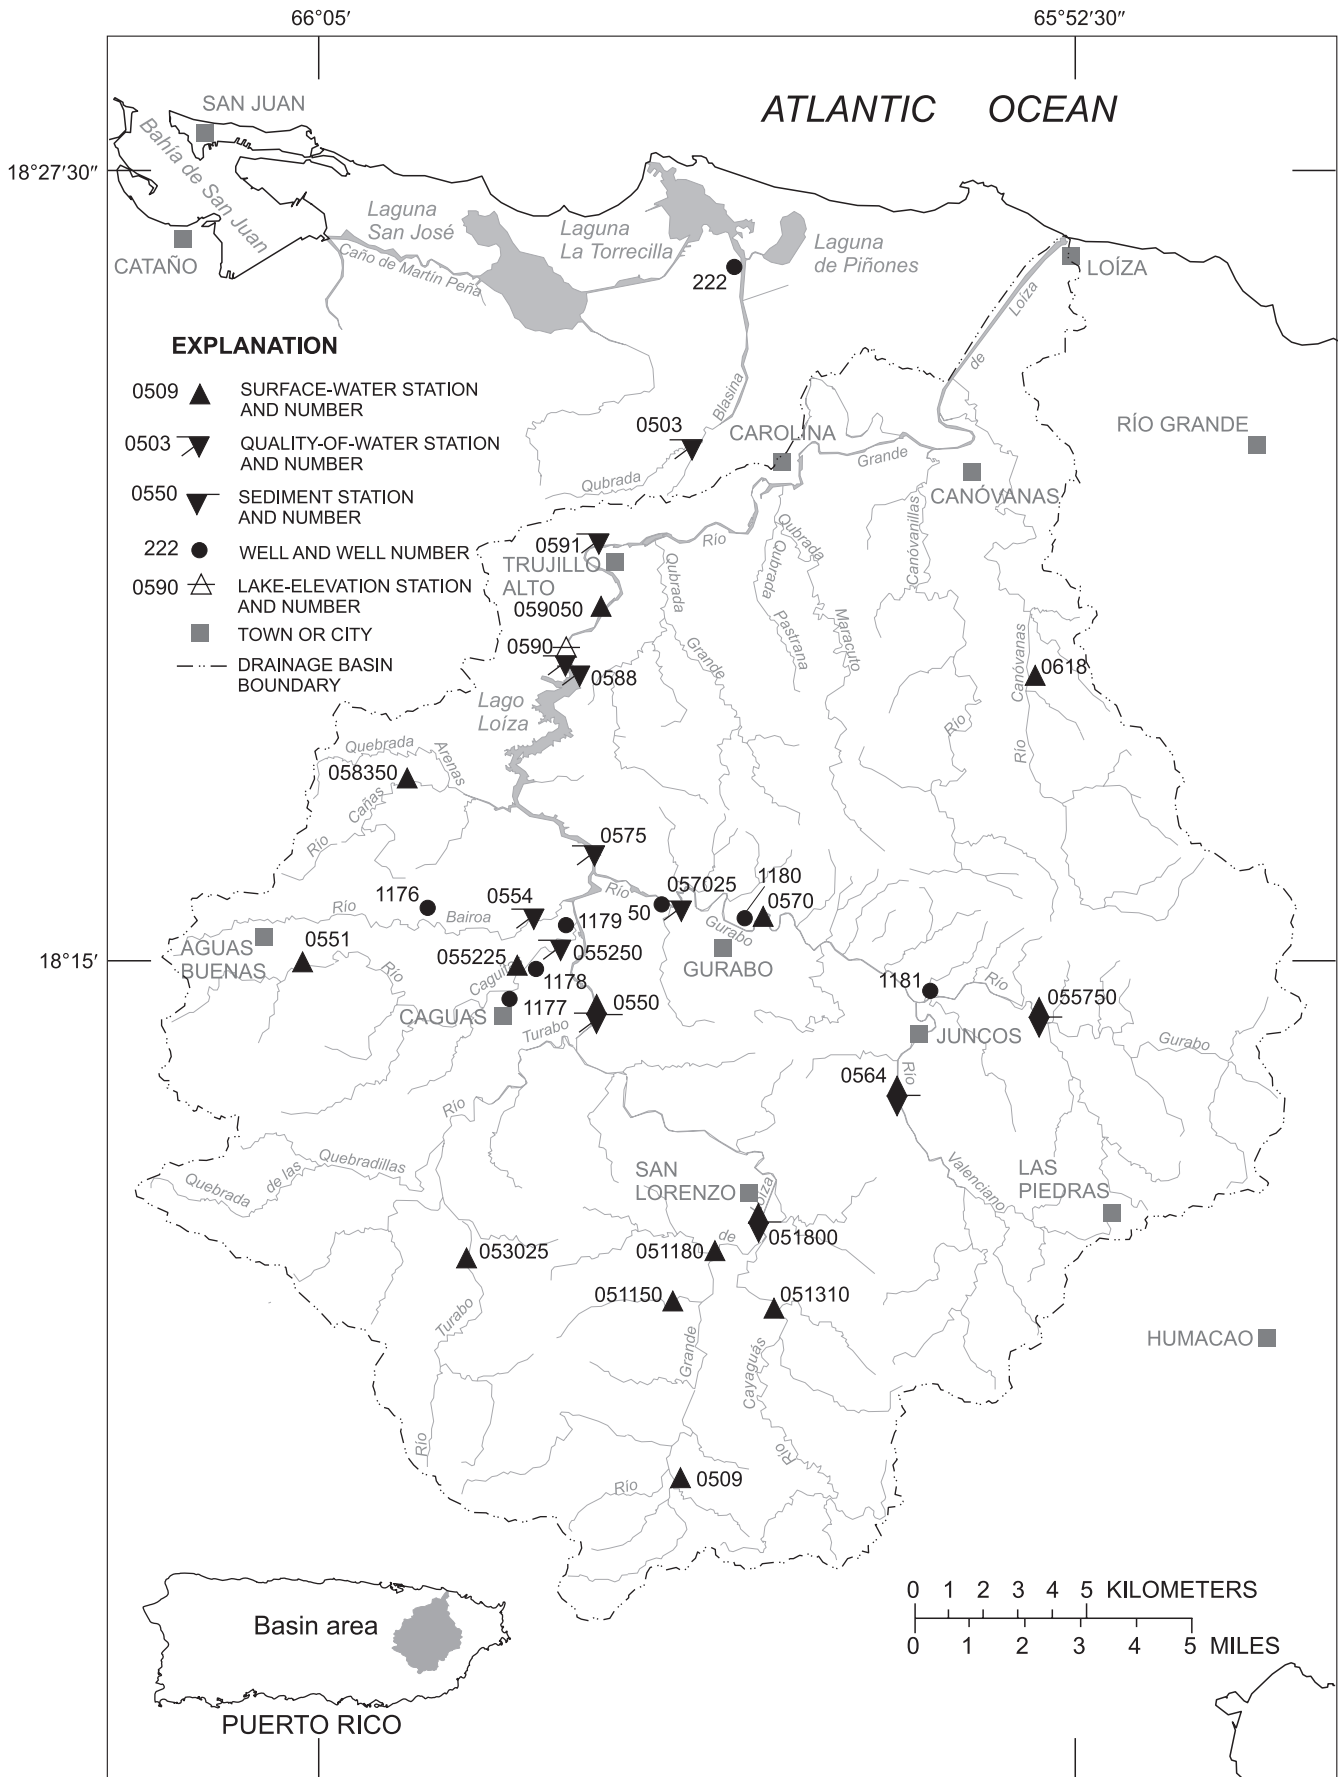 66°05′
65°52′30″
ATLANTIC OCEAN
SAN JUAN
Bahía de San Juan
18°27′30″
Laguna
San José
Laguna
La Torrecilla
Laguna
de Piñones
CATAÑO
Caño de Martín Peña
222
LOÍZA
Loíza
de
EXPLANATION
0509 SURFACE-WATER STATION
AND NUMBER
0503 QUALITY-OF-WATER STATION
AND NUMBER
0550 SEDIMENT STATION
AND NUMBER
222 WELL AND WELL NUMBER
0590 LAKE-ELEVATION STATION
AND NUMBER
TOWN OR CITY
DRAINAGE BASIN
BOUNDARY
Blasina
0503
Qubrada
CAROLINA
Grande
RÍO GRANDE
CANÓVANAS
Canóvanillas
Río
0591
TRUJILLO
ALTO
059050
0590
0588
Qubrada
Grande
Qubrada
Pastrana
Qubrada
Maracuto
Canóvanas
0618
Río
Río
Lago
Loíza
Quebrada
Arenas
058350
Cañas
Río
0575
1176
0554
Río
Bairoa
1179
Río
057025
50
1180
0570
Gurabo
AGUAS
BUENAS
0551
Río
055225
055250
Caguita
1178
1177
CAGUAS
0550
Turabo
GURABO
1181
Río
055750
JUNCOS
Gurabo
0564
Río
Río
Quebrada de las Quebradillas
SAN
LORENZO
Loíza
Valenciano
LAS
PIEDRAS
051800
de
051180
053025
051150
051310
Turabo
Grande
Cayaguás
HUMACAO
Río
Río
Río
0509
0 1 2 3 4 5 KILOMETERS
0 1 2 3 4 5 MILES
Basin area
PUERTO RICO